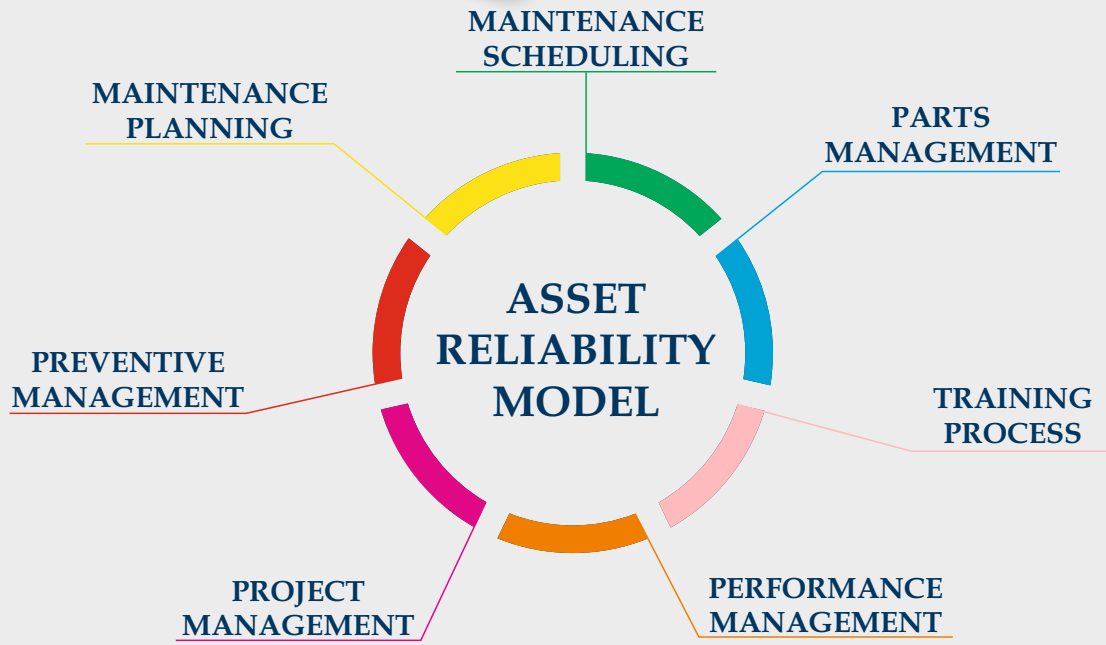 MAINTENANCE
SCHEDULING
MAINTENANCE
PLANNING
PARTS
MANAGEMENT
ASSET
RELIABILITY
MODEL
PREVENTIVE
MANAGEMENT
TRAINING
PROCESS
PROJECT
MANAGEMENT
PERFORMANCE
MANAGEMENT